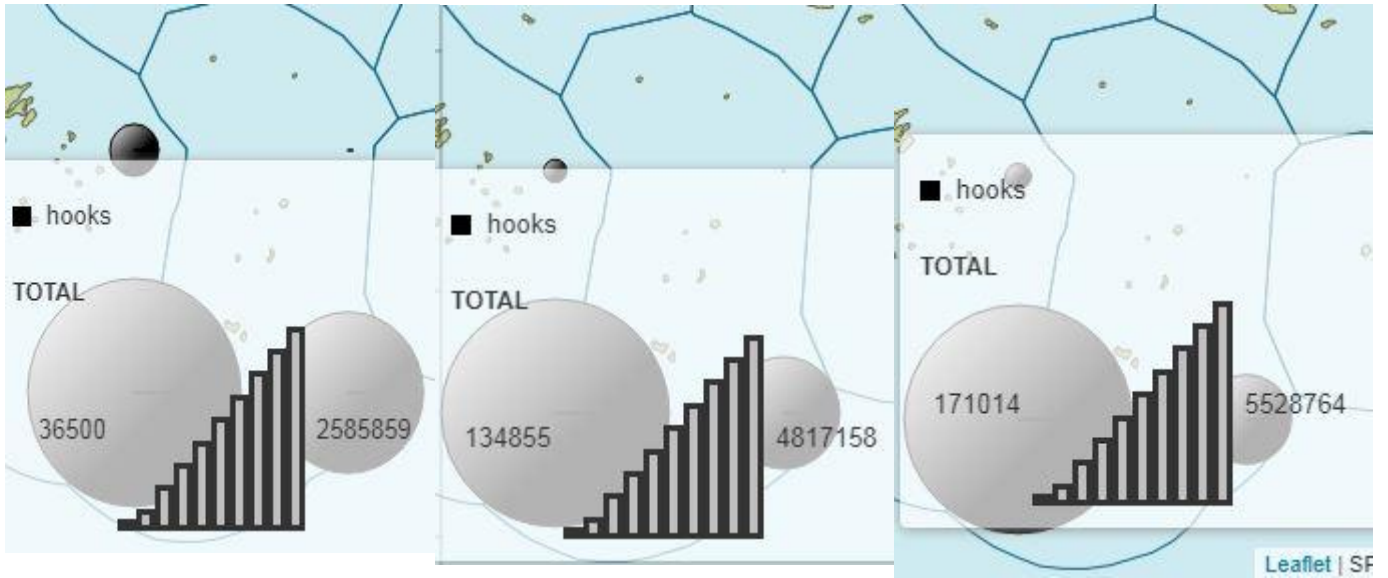 hooks
TOTAL
36500 2585859
hooks
TOTAL
134855 4817158
hooks
TOTAL
171014 5528764
Leaflet | SP